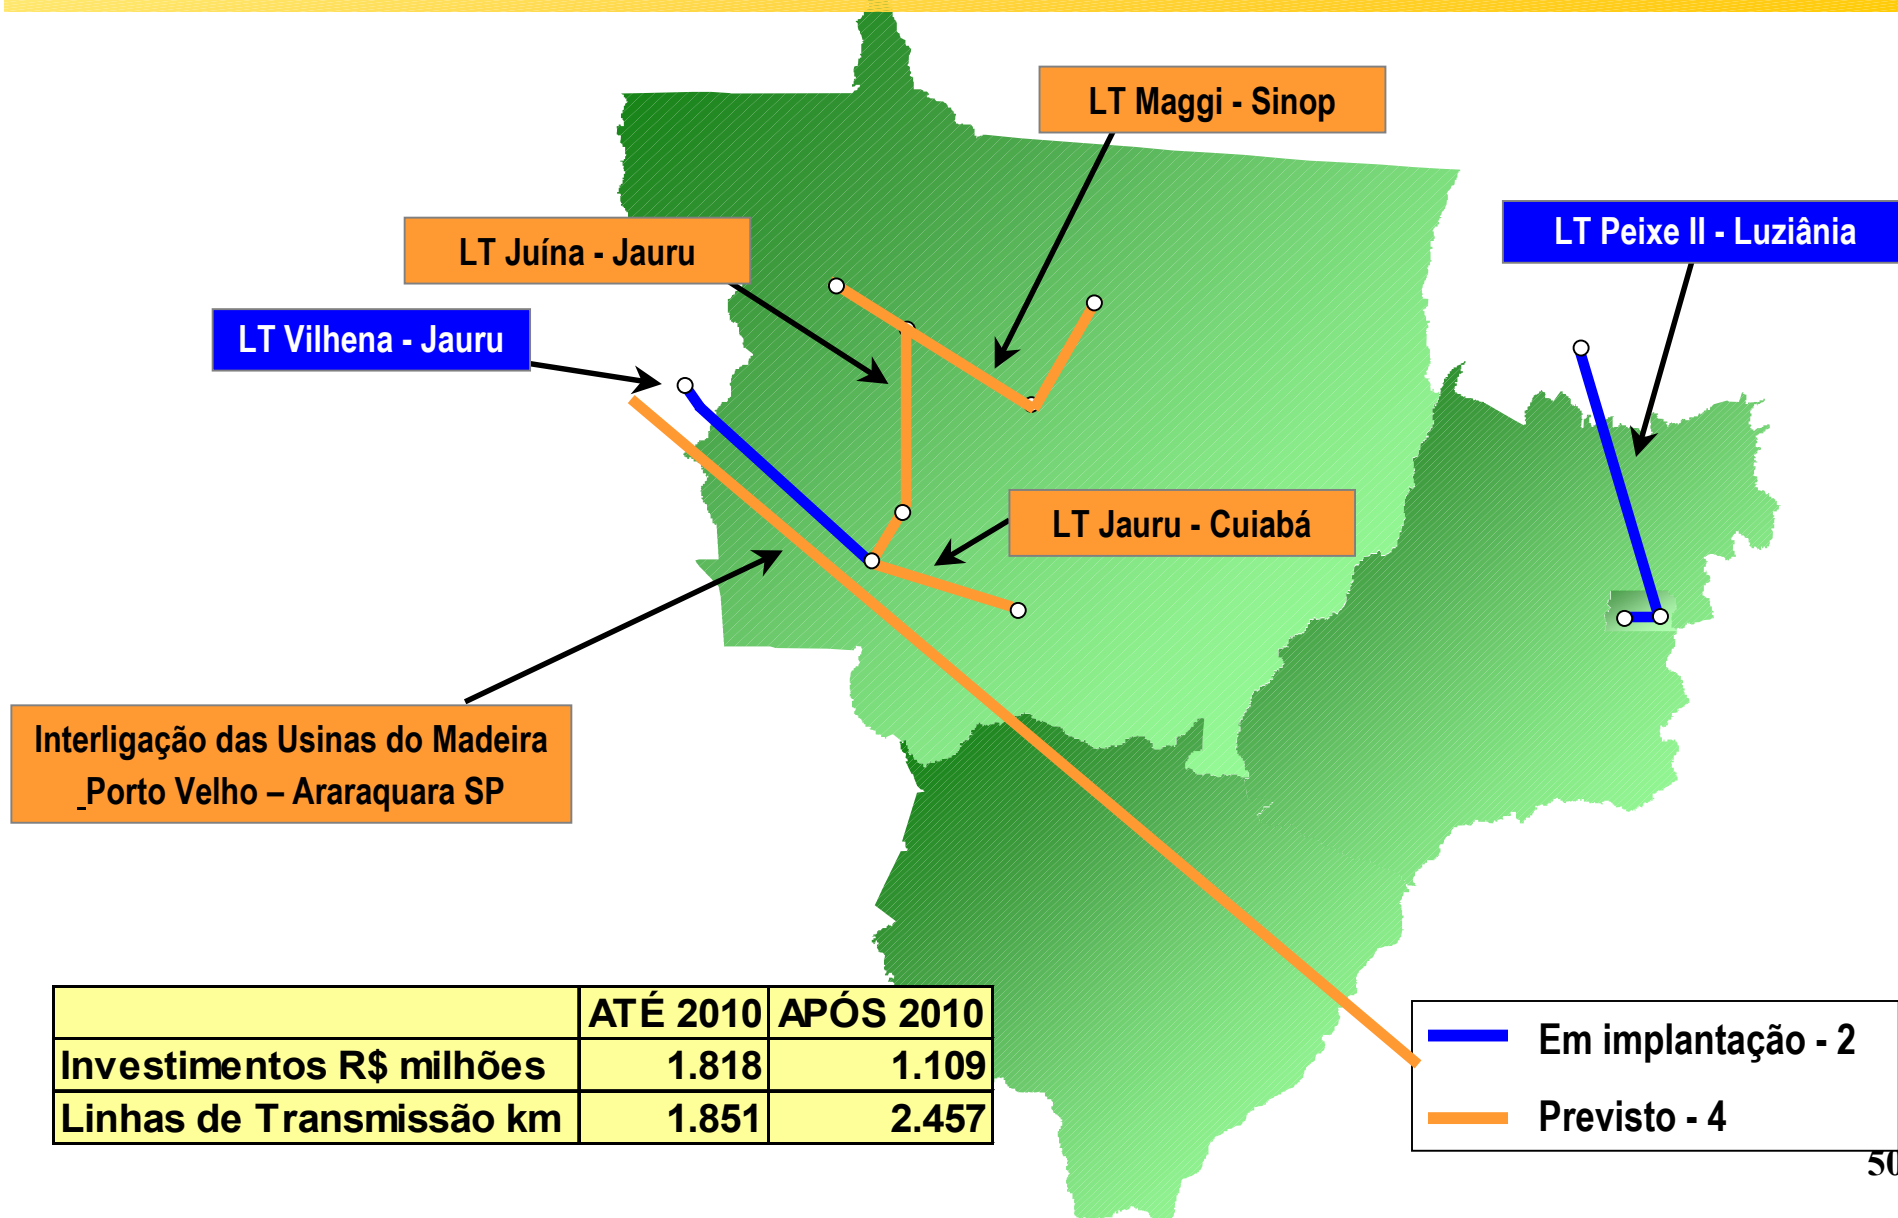 LT Maggi - Sinop
LT Peixe II - Luziânia
LT Juína - Jauru
LT Vilhena - Jauru
LT Jauru - Cuiabá
Interligação das Usinas do Madeira
_Porto Velho – Araraquara SP
ATÉ 2010 APÓS 2010
Investimentos R$ milhões 1.818 1.109
Linhas de Transmissão km 1.851 2.457
Em implantação - 2
Previsto - 4
50